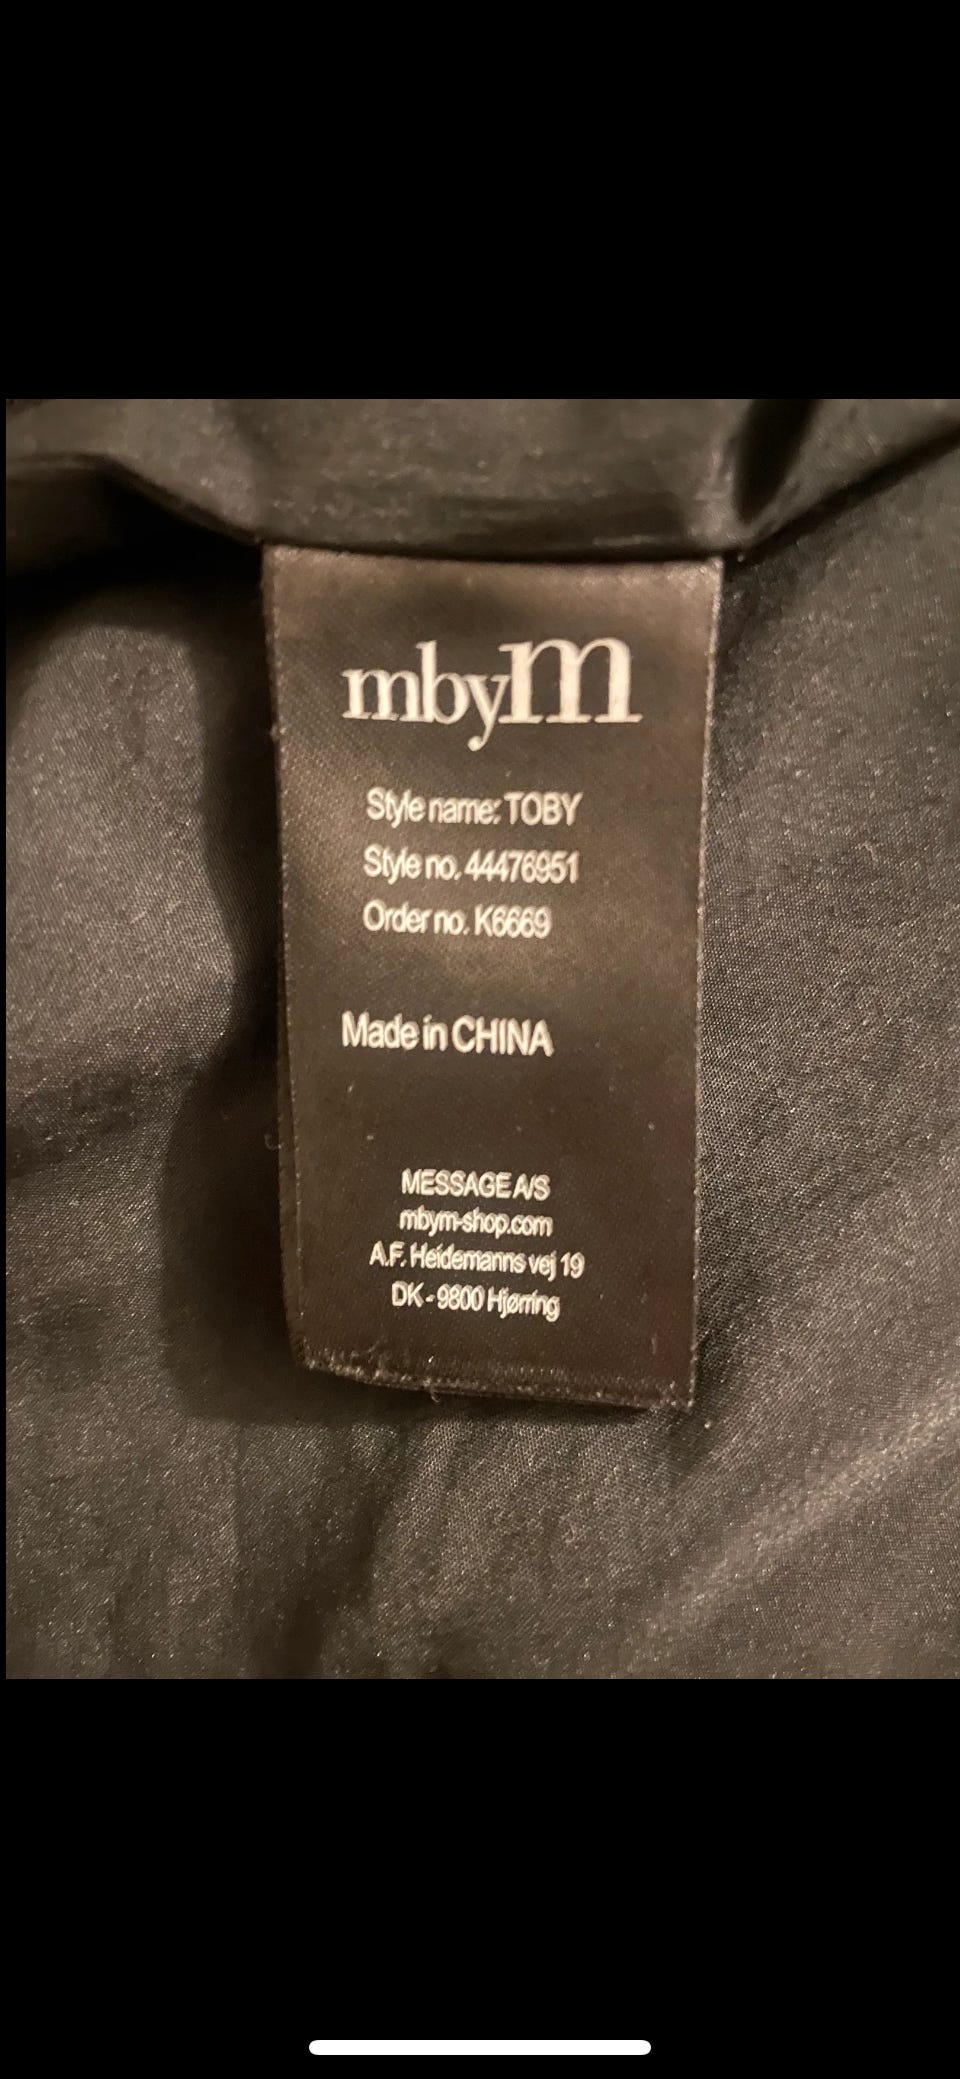 mbyM
Style name: TOBY
Style no. 44476951
Order no. K6669
Made in CHINA
MESSAGE A/S
mbym-shop.com
A.F. Heidemanns vej 19
DK - 9800 Hjørring